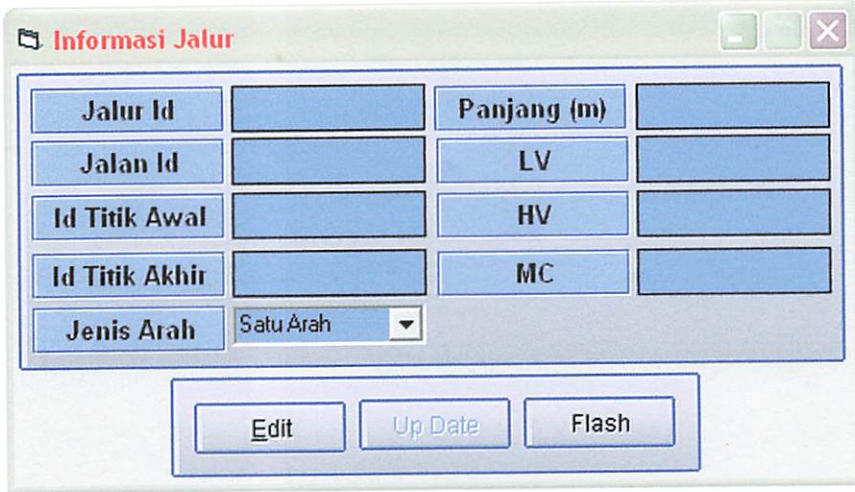 Informasi Jalur
Jalur Id Panjang (m)
Jalan Id LV
Id Titik Awal HV
Id Titik Akhir MC
Jenis Arah Satu Arah
Edit Up Date Flash